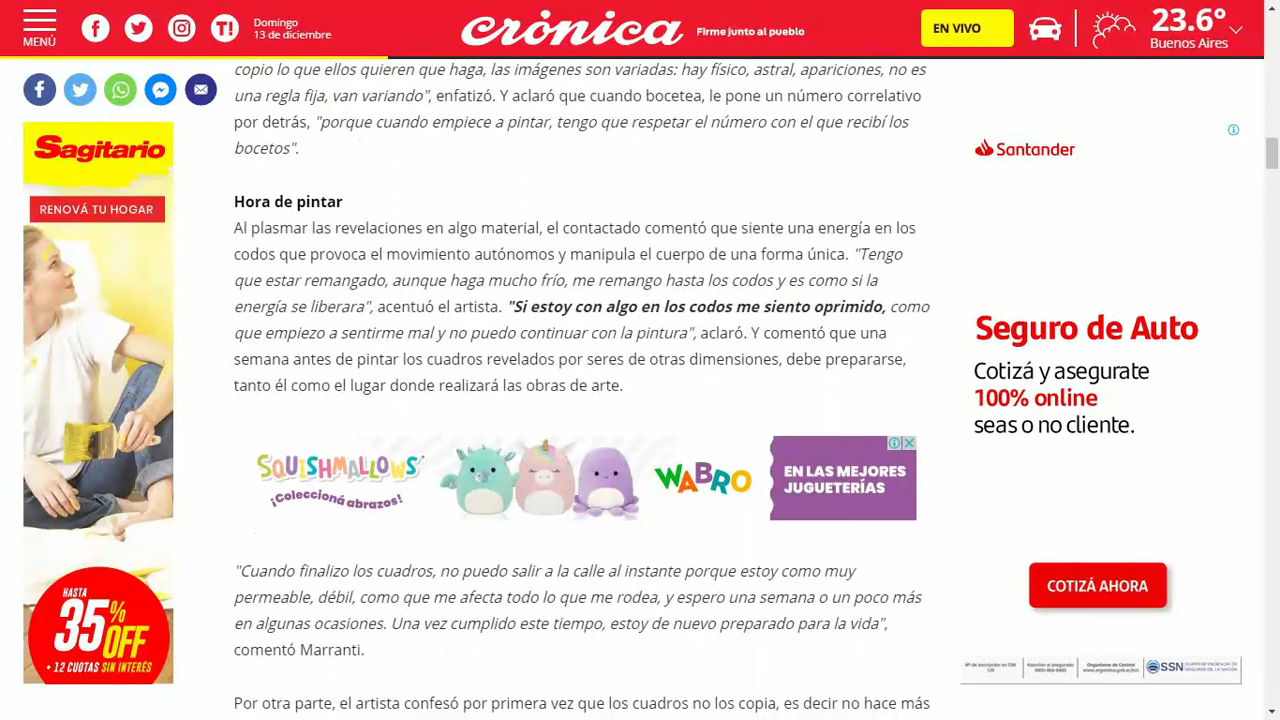 MENÚ
Domingo
13 de diciembre
crónica
Firme junto al pueblo
EN VIVO
23.6°
Buenos Aires
copio lo que ellos quieren que haga, las imágenes son variadas: hay físico, astral, apariciones, no es
una regla fija, van variando", enfatizó. Y aclaró que cuando bocetea, le pone un número correlativo
por detrás, "porque cuando empiece a pintar, tengo que respetar el número con el que recibí los
bocetos".
Hora de pintar
Al plasmar las revelaciones en algo material, el contactado comentó que siente una energía en los
codos que provoca el movimiento autónomos y manipula el cuerpo de una forma única. "Tengo
que estar remangado, aunque haga mucho frío, me remango hasta los codos y es como si la
energía se liberara", acentuó el artista. "Si estoy con algo en los codos me siento oprimido, como
que empiezo a sentirme mal y no puedo continuar con la pintura", aclaró. Y comentó que una
semana antes de pintar los cuadros revelados por seres de otras dimensiones, debe prepararse,
tanto él como el lugar donde realizará las obras de arte.
SQUISHMALLOWS
¡Coleccioná abrazos!
WABRO
EN LAS MEJORES
JUGUETERÍAS
"Cuando finalizo los cuadros, no puedo salir a la calle al instante porque estoy como muy
permeable, débil, donde me afecta todo lo que me rodea, y espero una semana o un poco más
en algunas ocasiones. Una vez cumplido este tiempo, estoy de nuevo preparado para la vida",
comentó Marranti.
Por otra parte, el artista confesó por primera vez que los cuadros no los copia, es decir no hace más
Sagitario
RENOVÁ TU HOGAR
HASTA
35% OFF
+ 12 CUOTAS SIN INTERÉS
Santander
Seguro de Auto
Cotizá y asegurate
100% online
seas o no cliente.
COTIZÁ AHORA
SSN